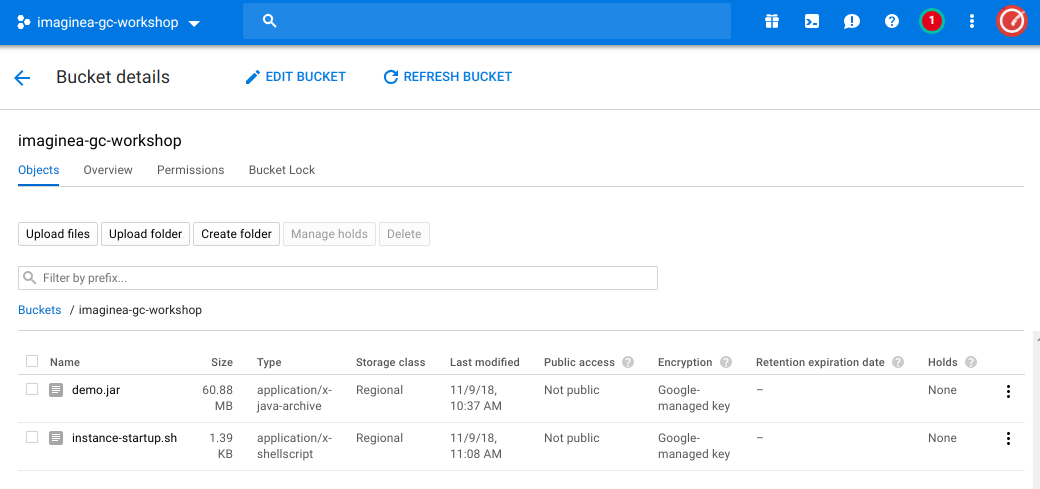 imaginea-gc-workshop
1
Bucket details EDIT BUCKET REFRESH BUCKET
imaginea-gc-workshop
Objects Overview Permissions Bucket Lock
Upload files Upload folder Create folder Manage holds Delete
Filter by prefix...
Buckets / imaginea-gc-workshop
Name Size Type Storage class Last modified Public access Encryption Retention expiration date Holds
demo.jar 60.88 application/x- Regional 11/9/18, Not public Google- – None
MB java-archive 10:37 AM managed key
instance-startup.sh 1.39 application/x- Regional 11/9/18, Not public Google- – None
KB shellscript 11:08 AM managed key